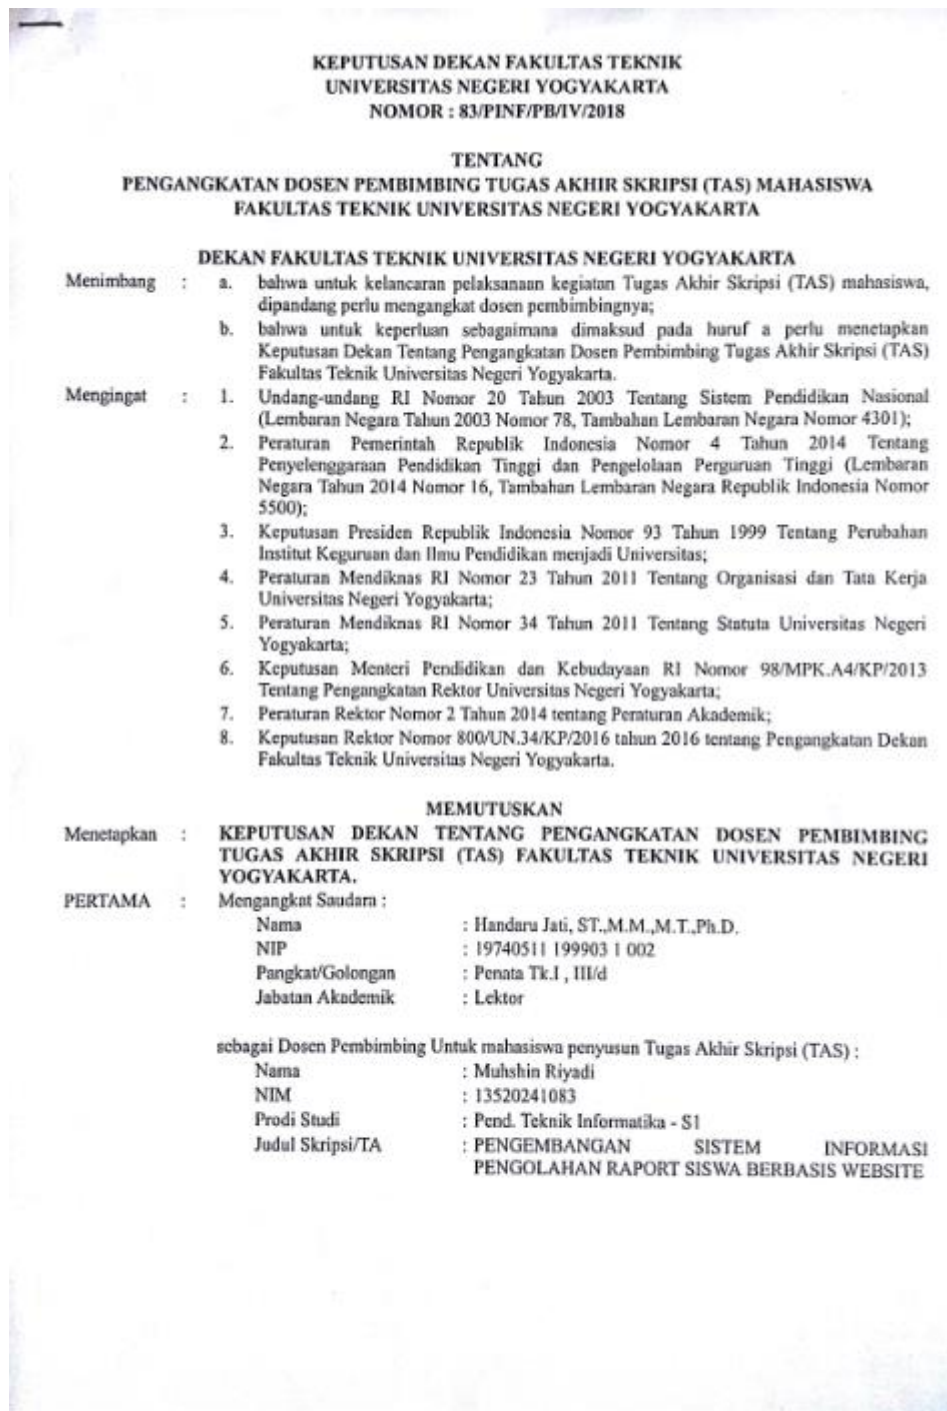 KEPUTUSAN DEKAN FAKULTAS TEKNIK
UNIVERSITAS NEGERI YOGYAKARTA
NOMOR : 83/PINF/PB/IV/2018
TENTANG
PENGANGKATAN DOSEN PEMBIMBING TUGAS AKHIR SKRIPSI (TAS) MAHASISWA
FAKULTAS TEKNIK UNIVERSITAS NEGERI YOGYAKARTA
DEKAN FAKULTAS TEKNIK UNIVERSITAS NEGERI YOGYAKARTA
Menimbang : a. bahwa untuk kelancaran pelaksanaan kegiatan Tugas Akhir Skripsi (TAS) mahasiswa,
dipandang perlu mengangkat dosen pembimbingnya;
b. bahwa untuk keperluan sebagaimana dimaksud pada huruf a perlu menetapkan
Keputusan Dekan Tentang Pengangkatan Dosen Pembimbing Tugas Akhir Skripsi (TAS)
Fakultas Teknik Universitas Negeri Yogyakarta.
Mengingat : 1. Undang-undang RI Nomor 20 Tahun 2003 Tentang Sistem Pendidikan Nasional
(Lembaran Negara Tahun 2003 Nomor 78, Tambahan Lembaran Negara Nomor 4301);
2. Peraturan Pemerintah Republik Indonesia Nomor 4 Tahun 2014 Tentang
Penyelenggaraan Pendidikan Tinggi dan Pengelolaan Perguruan Tinggi (Lembaran
Negara Tahun 2014 Nomor 16, Tambahan Lembaran Negara Republik Indonesia Nomor
5500);
3. Keputusan Presiden Republik Indonesia Nomor 93 Tahun 1999 Tentang Perubahan
Institut Keguruan dan Ilmu Pendidikan menjadi Universitas;
4. Peraturan Mendiknas RI Nomor 23 Tahun 2011 Tentang Organisasi dan Tata Kerja
Universitas Negeri Yogyakarta;
5. Peraturan Mendiknas RI Nomor 34 Tahun 2011 Tentang Statuta Universitas Negeri
Yogyakarta;
6. Keputusan Menteri Pendidikan dan Kebudayaan RI Nomor 98/MPK.A4/KP/2013
Tentang Pengangkatan Rektor Universitas Negeri Yogyakarta;
7. Peraturan Rektor Nomor 2 Tahun 2014 tentang Peraturan Akademik;
8. Keputusan Rektor Nomor 800/UN.34/KP/2016 tahun 2016 tentang Pengangkatan Dekan
Fakultas Teknik Universitas Negeri Yogyakarta.
MEMUTUSKAN
Menetapkan : KEPUTUSAN DEKAN TENTANG PENGANGKATAN DOSEN PEMBIMBING
TUGAS AKHIR SKRIPSI (TAS) FAKULTAS TEKNIK UNIVERSITAS NEGERI
YOGYAKARTA.
PERTAMA : Mengangkat Saudara :
Nama : Handaru Jati, ST.,M.M.,M.T.,Ph.D.
NIP : 19740511 199903 1 002
Pangkat/Golongan : Penata Tk.I , III/d
Jabatan Akademik : Lektor
sebagai Dosen Pembimbing Untuk mahasiswa penyusun Tugas Akhir Skripsi (TAS) :
Nama : Muhshin Riyadi
NIM : 13520241083
Prodi Studi : Pend. Teknik Informatika - S1
Judul Skripsi/TA : PENGEMBANGAN SISTEM INFORMASI
PENGOLAHAN RAPORT SISWA BERBASIS WEBSITE